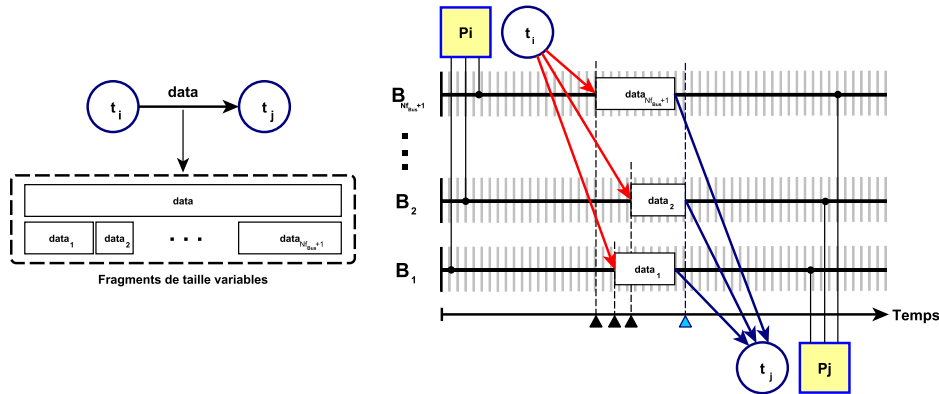 data
t i
t j
data
data 1
data 2
. . .
data Nf Bus +1
Fragments de taille variables
Pi
t i
B Nf Bus +1
data Nf Bus +1
B 2
data 2
B 1
data 1
Temps
t j
Pj